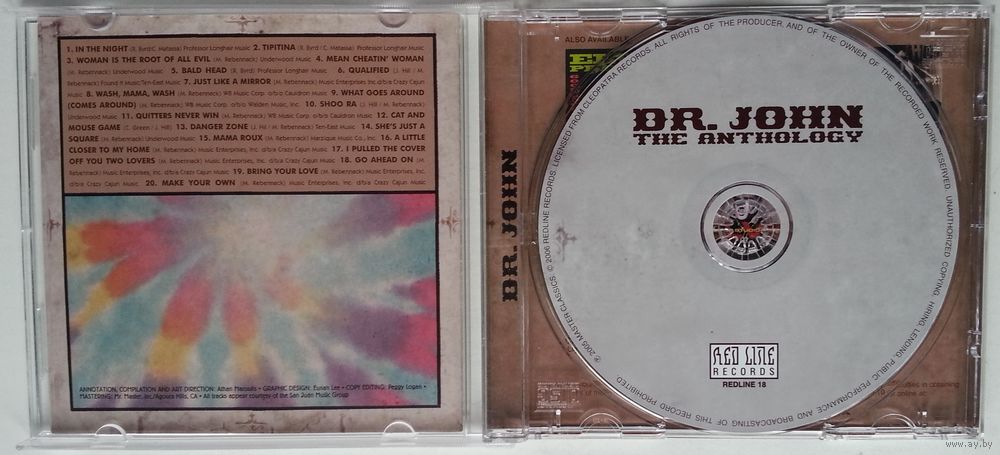 1. IN THE NIGHT (R. Byrd/C. Matassa) Professor Longhair Music 2. TIPITINA (R. Byrd / C. Matassa) Professor Longhair Music
3. WOMAN IS THE ROOT OF ALL EVIL (M. Rebennack) Underwood Music 4. MEAN CHEATIN' WOMAN (M.
Rebennack) Underwood Music 5. BALD HEAD (R. Byrd) Professor Longhair Music 6. QUALIFIED (J. Hill / M.
Rebennack) Ten-East Music 7. JUST LIKE A MIRROR (M. Rebennack) Music Enterprises, Inc. d/b/a Crazy Cajun
Music 8. WASH, MAMA, WASH (M. Rebennack) WB Music Corp. o/b/o Cauldron Music 9. WHAT GOES AROUND
(COMES AROUND) (M. Rebennack) WB Music Corp. o/b/o Walden Music, Inc. 10. SHOO RA (J. Hill / M. Rebennack)
Underwood Music 11. QUITTERS NEVER WIN (M. Rebennack) WB Music Corp. o/b/o Cauldron Music 12. CAT AND
MOUSE GAME (C. Green / J. Hill) 13. DANGER ZONE (J. Hill / M. Rebennack) Ten-East Music 14. SHE'S JUST A
SQUARE (M. Rebennack) Underwood Music 15. MAMA ROUX (J. Hill / M. Rebennack) Marzique Music Co., Inc. 16. A LITTLE
CLOSER TO MY HOME (M. Rebennack) Music Enterprises, Inc. d/b/a Crazy Cajun Music 17. I PULLED THE COVER
OFF YOU TWO LOVERS (M. Rebennack) Music Enterprises, Inc. d/b/a Crazy Cajun Music 18. GO AHEAD ON (M.
Rebennack) Music Enterprises, Inc. d/b/a Crazy Cajun Music 19. BRING YOUR LOVE (M. Rebennack) Music Enterprises, Inc.
d/b/a Crazy Cajun Music 20. MAKE YOUR OWN (M. Rebennack) Music Enterprises, Inc. d/b/a Crazy Cajun Music
ANNOTATION, COMPILATION AND ART DIRECTION: Athan Maroulis • GRAPHIC DESIGN: Eunah Lee • COPY EDITING: Peggy Logan •
MASTERING: Mr. Master, Inc./Agoura Hills, CA • All tracks appear courtesy of the San Juan Music Group
DR. JOHN
ALSO AVAILABLE
DR. JOHN
THE ANTHOLOGY
RED LINE
RECORDS
REDLINE 18
℗ 2005 MASTER CLASSICS. © 2006 REDLINE RECORDS. LICENSED FROM CLEOPATRA RECORDS. ALL RIGHTS OF THE PRODUCER AND OF THE OWNER OF THE RECORDED WORK RESERVED. UNAUTHORIZED COPYING, HIRING, LENDING, PUBLIC PERFORMANCE AND BROADCASTING OF THIS RECORD PROHIBITED
in obtaining
online at:
www.ay.by